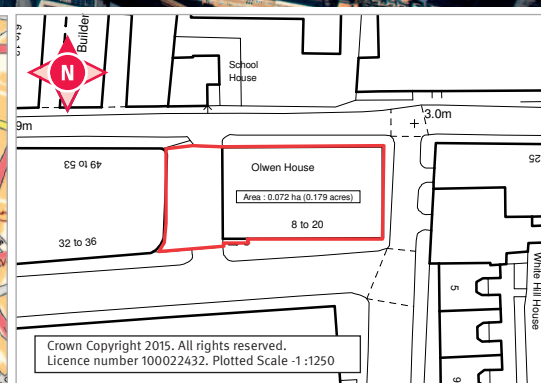 Builder
N
School
House
9m
3.0m
49 to 53
Olwen House
Area : 0.072 ha (0.179 acres)
8 to 20
32 to 36
25
White Hill House
5
Crown Copyright 2015. All rights reserved.
Licence number 100022432. Plotted Scale -1 :1250